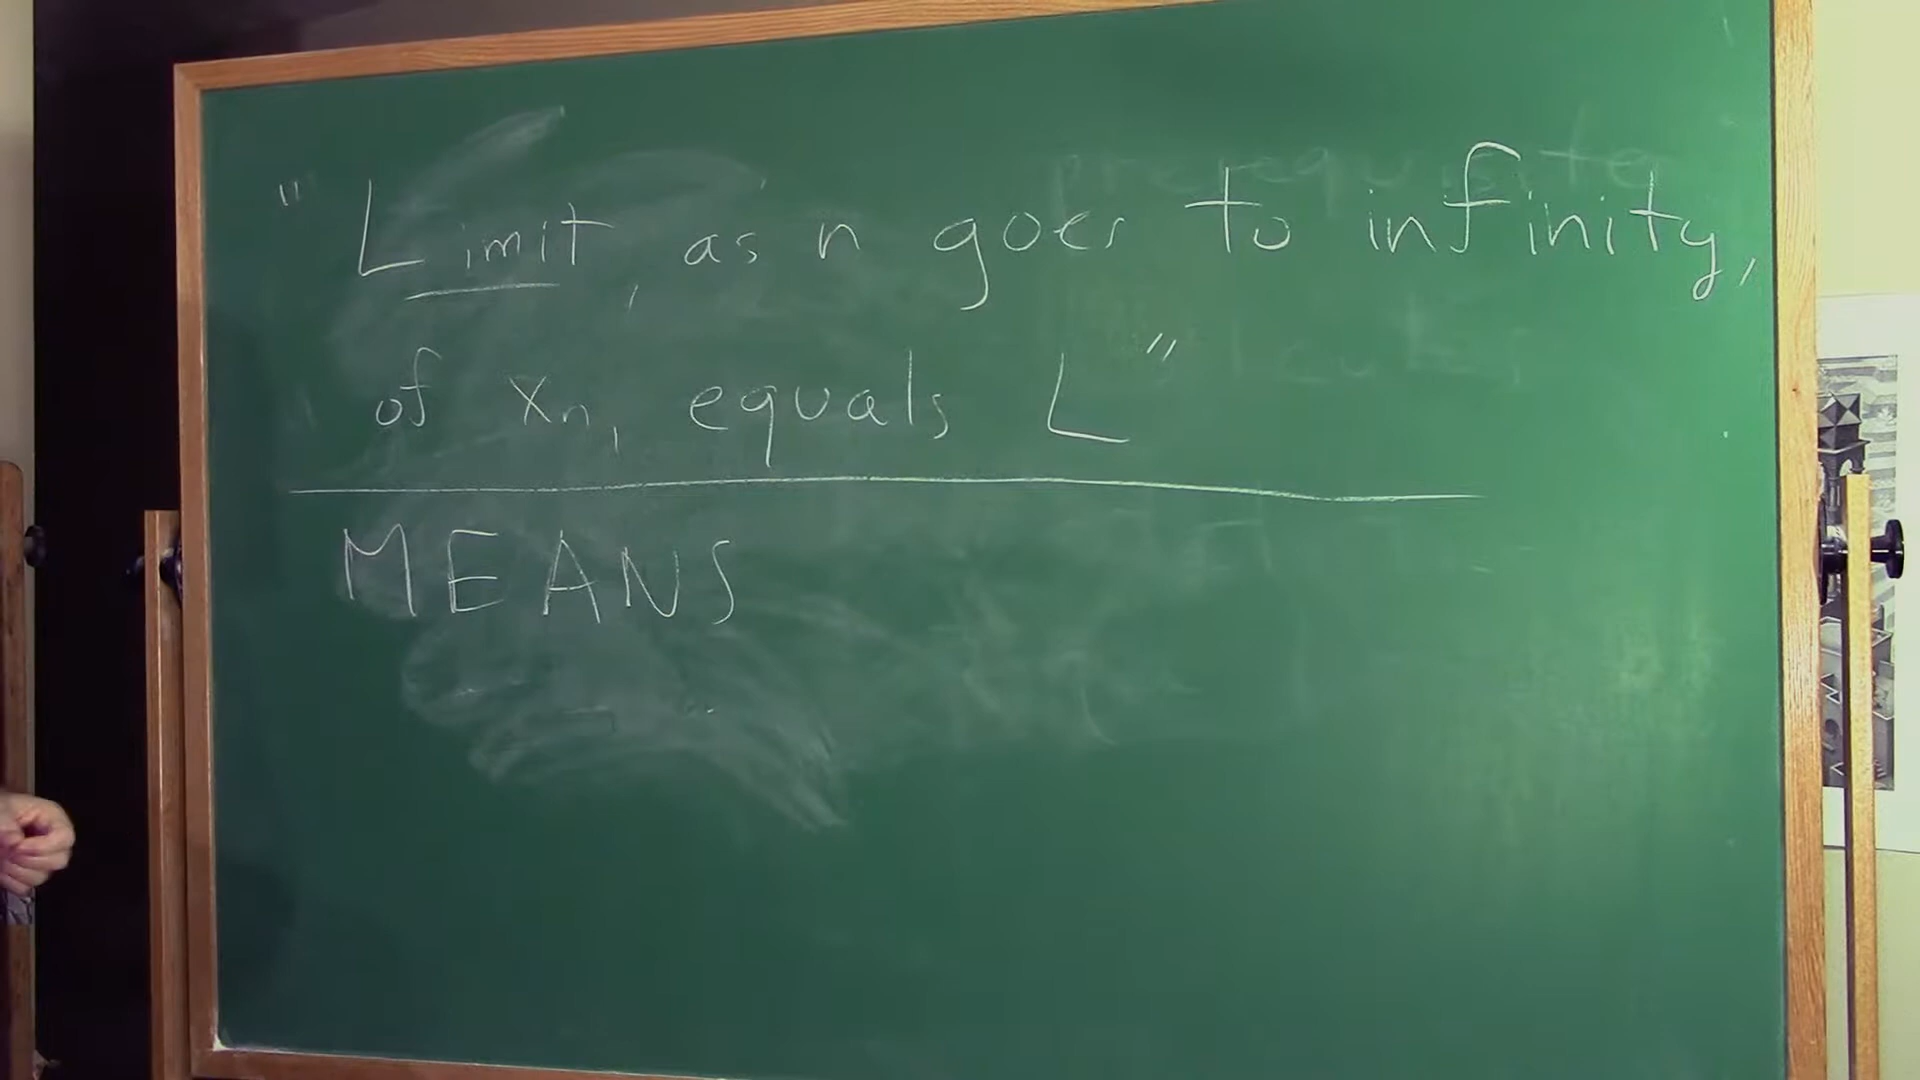 "Limit, as n goes to infinity,
of xn, equals L"
MEANS